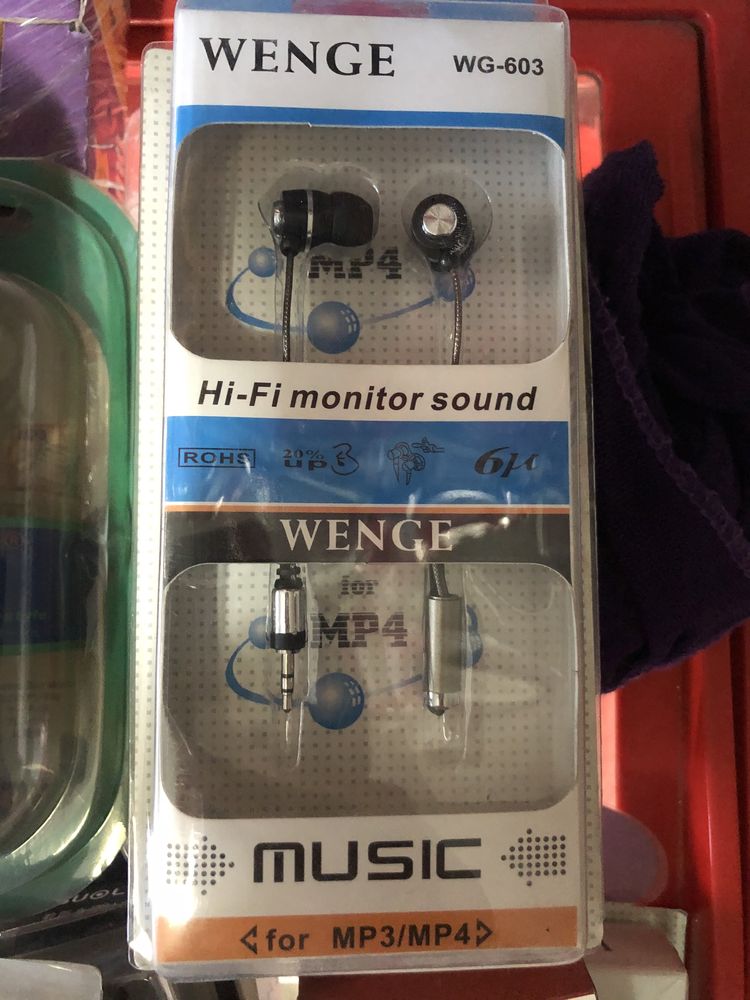 WENGE WG-603
MP4
Hi-Fi monitor sound
ROHS 20% up 6μ
WENGE
for
MP4
MUSIC
for MP3/MP4